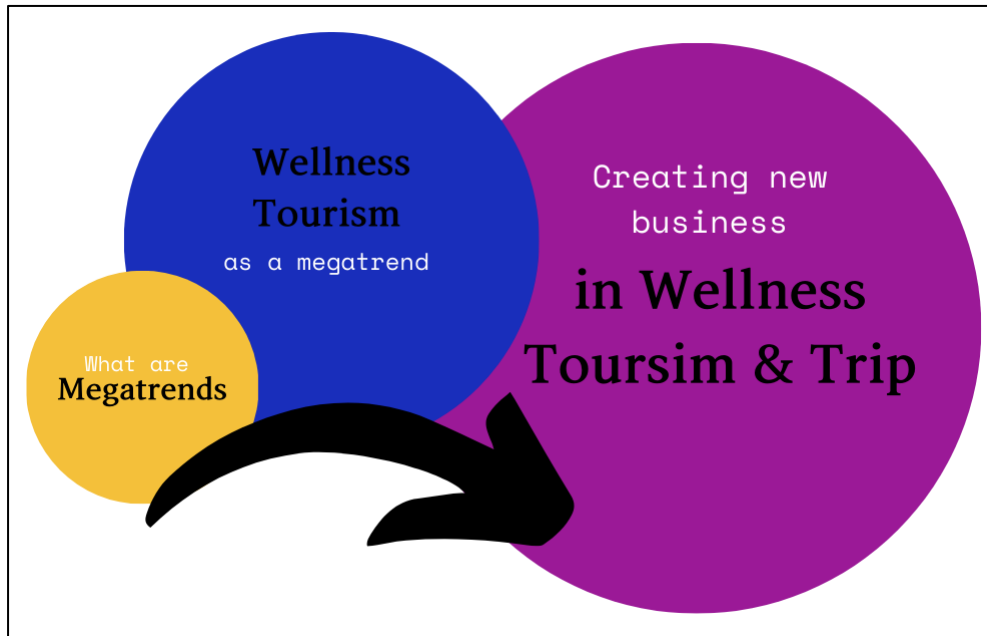 What are
Megatrends
Wellness
Tourism
as a megatrend
Creating new
business
in Wellness
Toursim & Trip